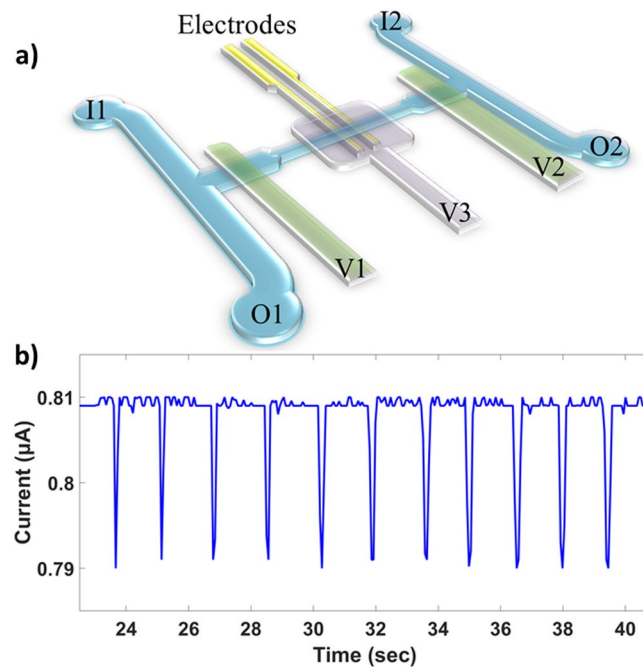 Electrodes
I2
a)
I1
O2
V2
V3
V1
O1
b)
0.81
0.8
0.79
Current (µA)
24 26 28 30 32 34 36 38 40
Time (sec)